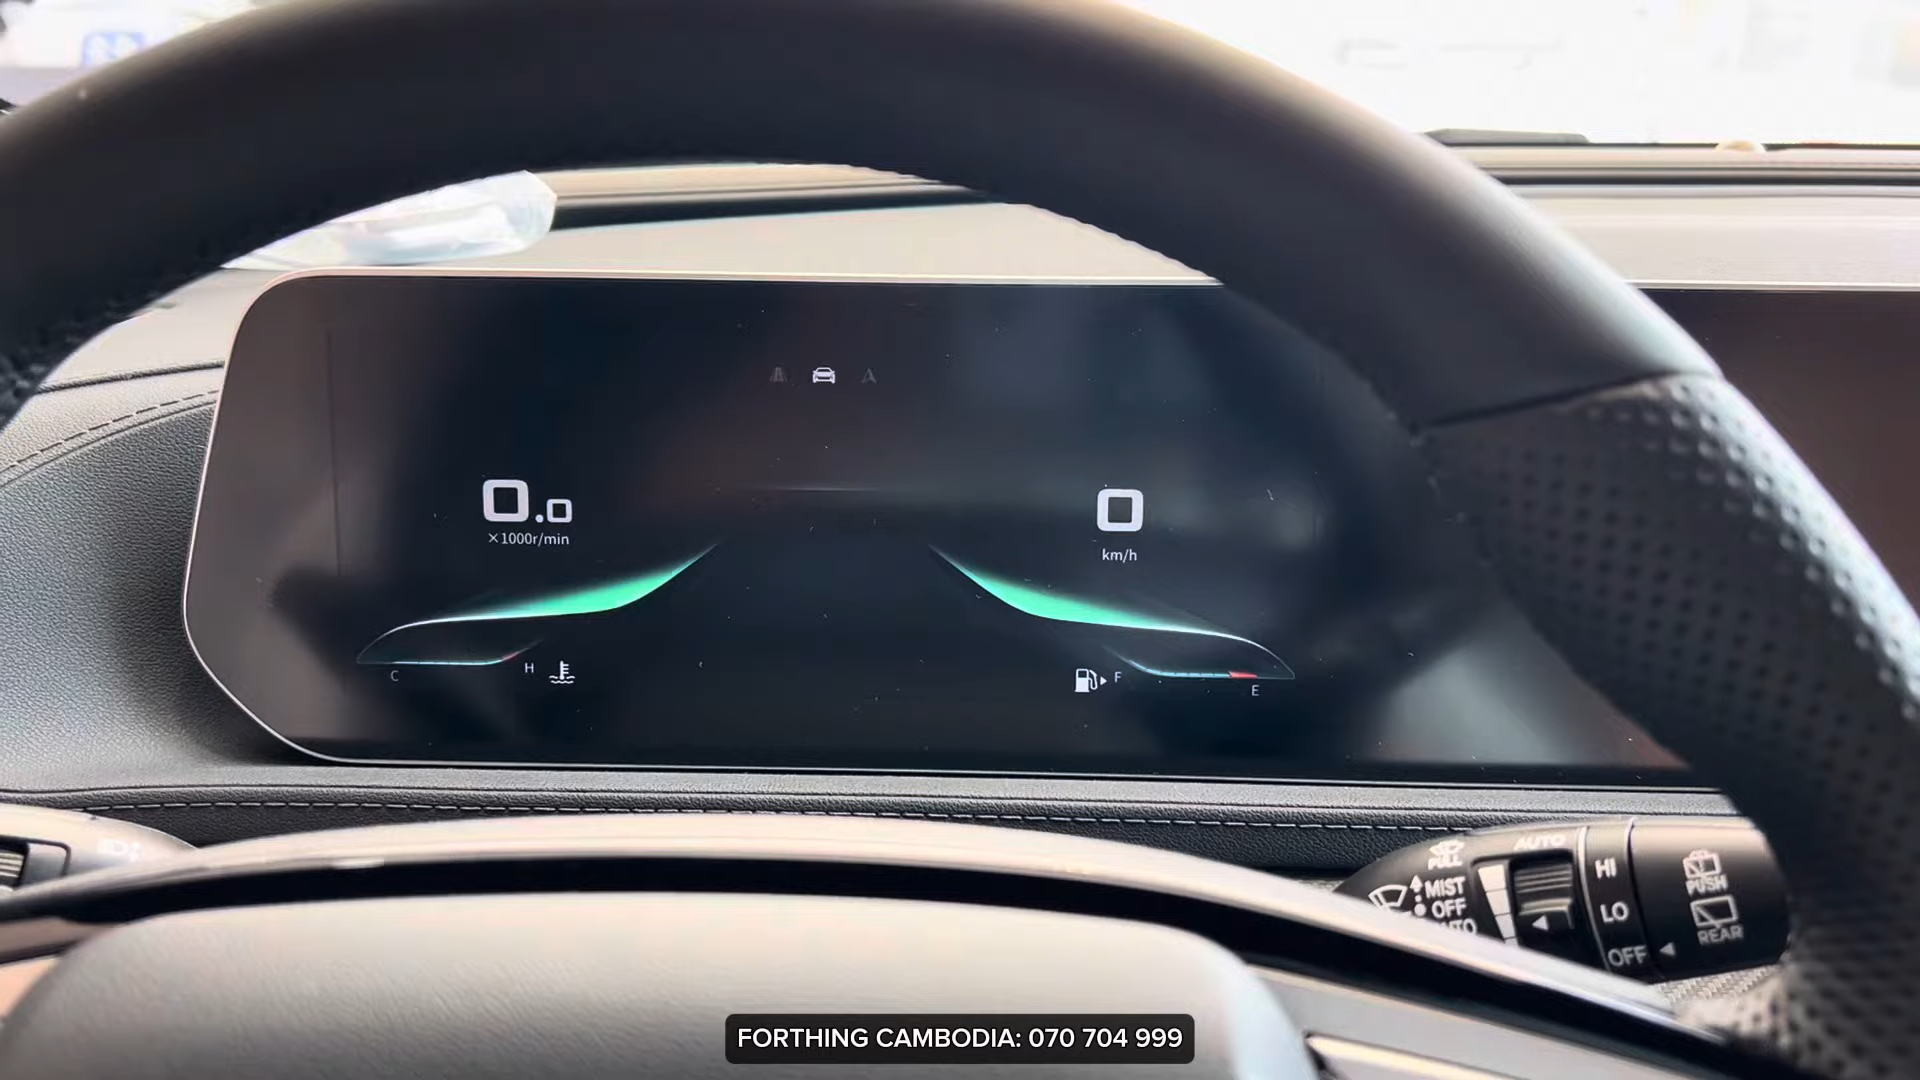 0.0
×1000r/min
0
km/h
C
H
F
E
PULL
AUTO
HI
MIST
OFF
LO
OFF
PUSH
REAR
FORTHING CAMBODIA: 070 704 999